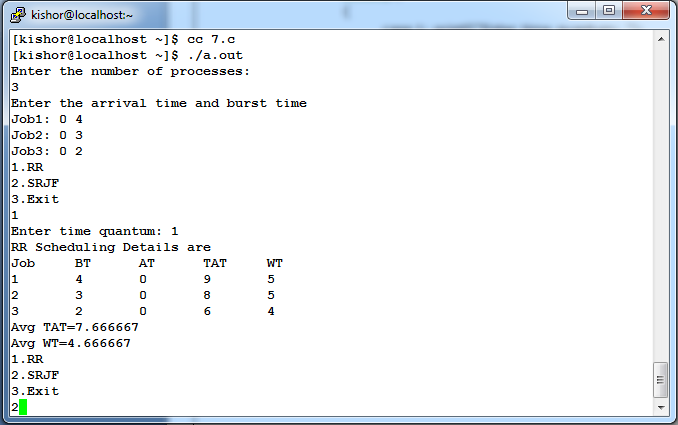 kishor@localhost:~
[kishor@localhost ~]$ cc 7.c
[kishor@localhost ~]$ ./a.out
Enter the number of processes:
3
Enter the arrival time and burst time
Job1: 0 4
Job2: 0 3
Job3: 0 2
1.RR
2.SRJF
3.Exit
1
Enter time quantum: 1
RR Scheduling Details are
Job BT AT TAT WT
1 4 0 9 5
2 3 0 8 5
3 2 0 6 4
Avg TAT=7.666667
Avg WT=4.666667
1.RR
2.SRJF
3.Exit
2